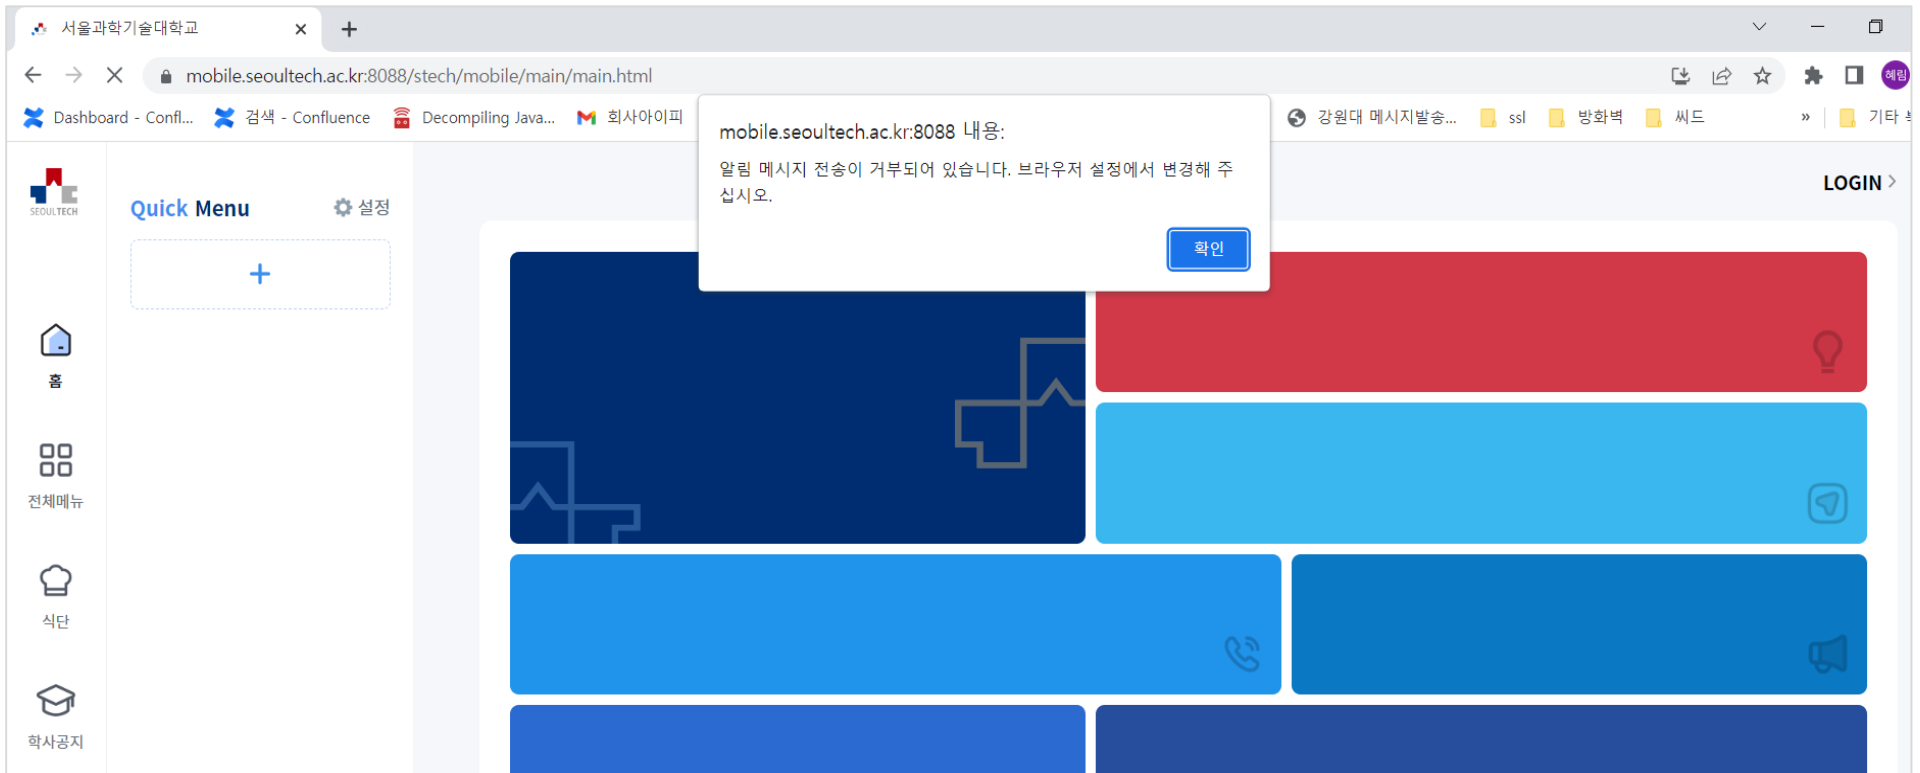 서울과학기술대학교
mobile.seoultech.ac.kr:8088/stech/mobile/main/main.html
혜림
Dashboard - Confl...
검색 - Confluence
Decompiling Java...
회사아이피
강원대 메시지발송...
ssl
방화벽
씨드
»
기타
mobile.seoultech.ac.kr:8088 내용:
알림 메시지 전송이 거부되어 있습니다. 브라우저 설정에서 변경해 주
십시오.
확인
SEOULTECH
Quick Menu
설정
LOGIN
홈
전체메뉴
식단
학사공지